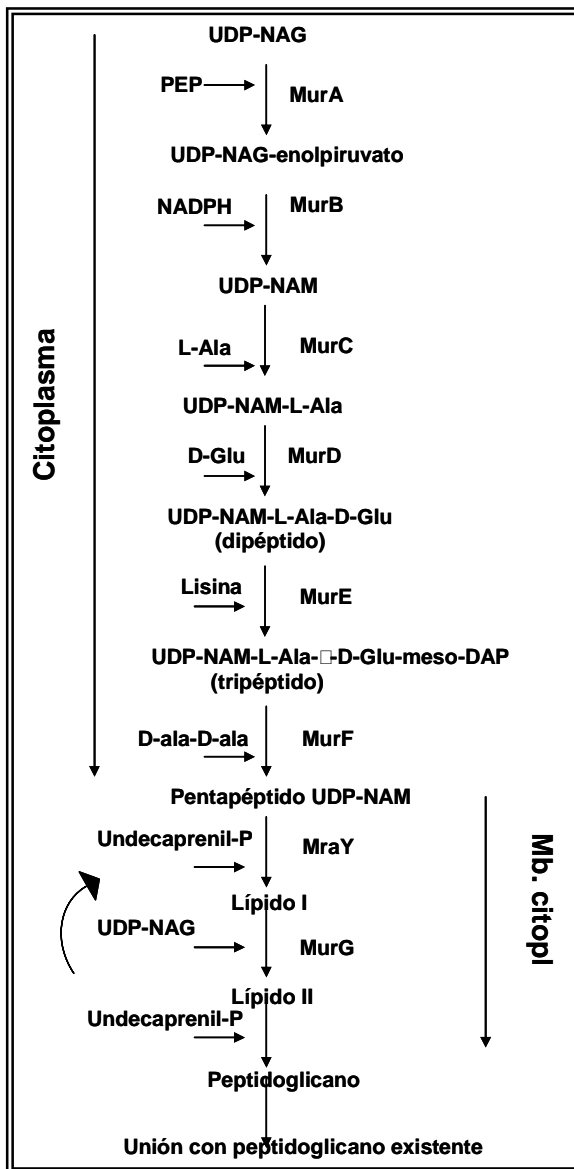 UDP-NAG
PEP
MurA
UDP-NAG-enolpiruvato
NADPH
MurB
UDP-NAM
L-Ala
MurC
UDP-NAM-L-Ala
D-Glu
MurD
UDP-NAM-L-Ala-D-Glu
(dipéptido)
Lisina
MurE
UDP-NAM-L-Ala-□-D-Glu-meso-DAP
(tripéptido)
D-ala-D-ala
MurF
Pentapéptido UDP-NAM
Undecaprenil-P
MraY
Lípido I
UDP-NAG
MurG
Lípido II
Undecaprenil-P
Peptidoglicano
Unión con peptidoglicano existente
Citoplasma
Mb. citopl